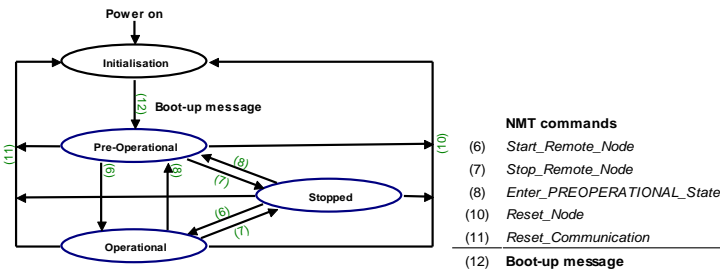 Power on
Initialisation
(12)
Boot-up message
Pre-Operational
(11)
(10)
(6)
(8)
(8)
(7)
Stopped
(6)
(7)
Operational
NMT commands
(6) Start_Remote_Node
(7) Stop_Remote_Node
(8) Enter_PREOPERATIONAL_State
(10) Reset_Node
(11) Reset_Communication
(12) Boot-up message